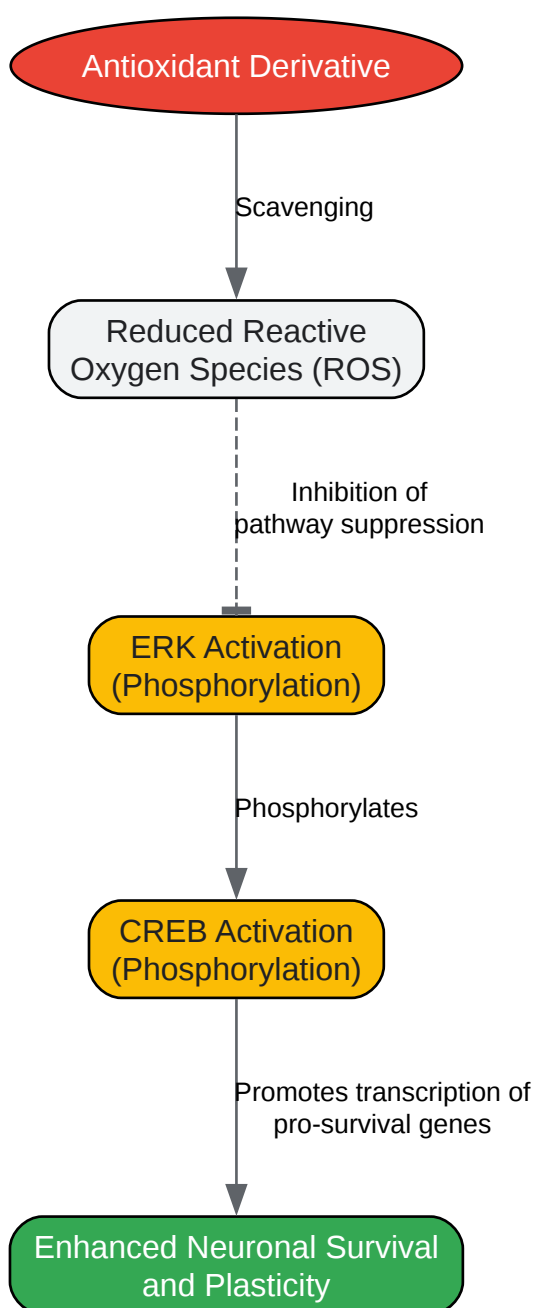 Antioxidant Derivative
Scavenging
Reduced Reactive
Oxygen Species (ROS)
Inhibition of
pathway suppression
ERK Activation
(Phosphorylation)
Phosphorylates
CREB Activation
(Phosphorylation)
Promotes transcription of
pro-survival genes
Enhanced Neuronal Survival
and Plasticity